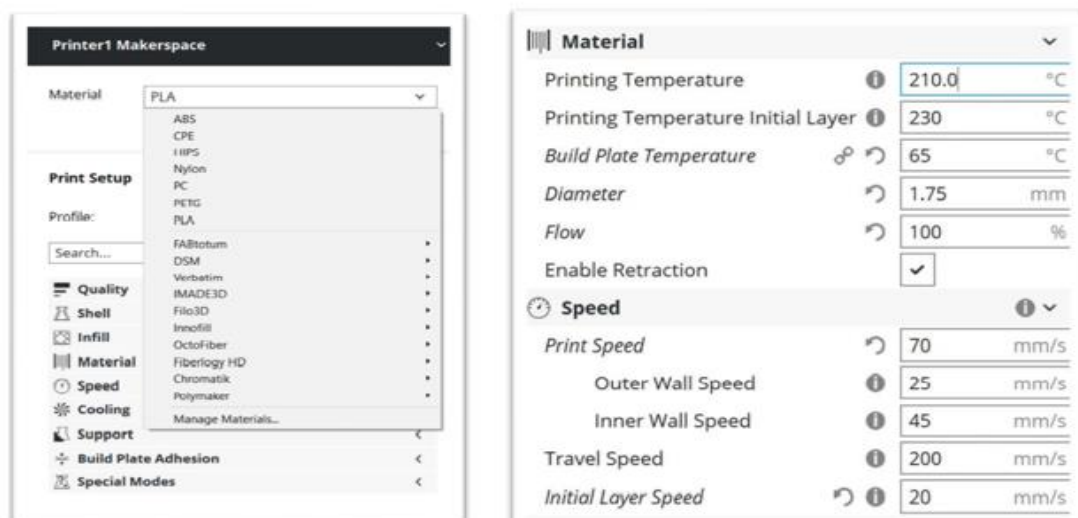 Printer1 Makerspace
Material PLA
ABS
CPE
HIPS
Nylon
PC
PETG
PLA
FABtotum
DSM
Verbatim
IMADE3D
Filo3D
Innofill
OctoFiber
Fiberlogy HD
Chromatik
Polymaker
Manage Materials...
Print Setup
Profile:
Search...
Quality
Shell
Infill
Material
Speed
Cooling
Support
Build Plate Adhesion
Special Modes
Material
Printing Temperature 210.0 °C
Printing Temperature Initial Layer 230 °C
Build Plate Temperature 65 °C
Diameter 1.75 mm
Flow 100 %
Enable Retraction
Speed
Print Speed 70 mm/s
Outer Wall Speed 25 mm/s
Inner Wall Speed 45 mm/s
Travel Speed 200 mm/s
Initial Layer Speed 20 mm/s